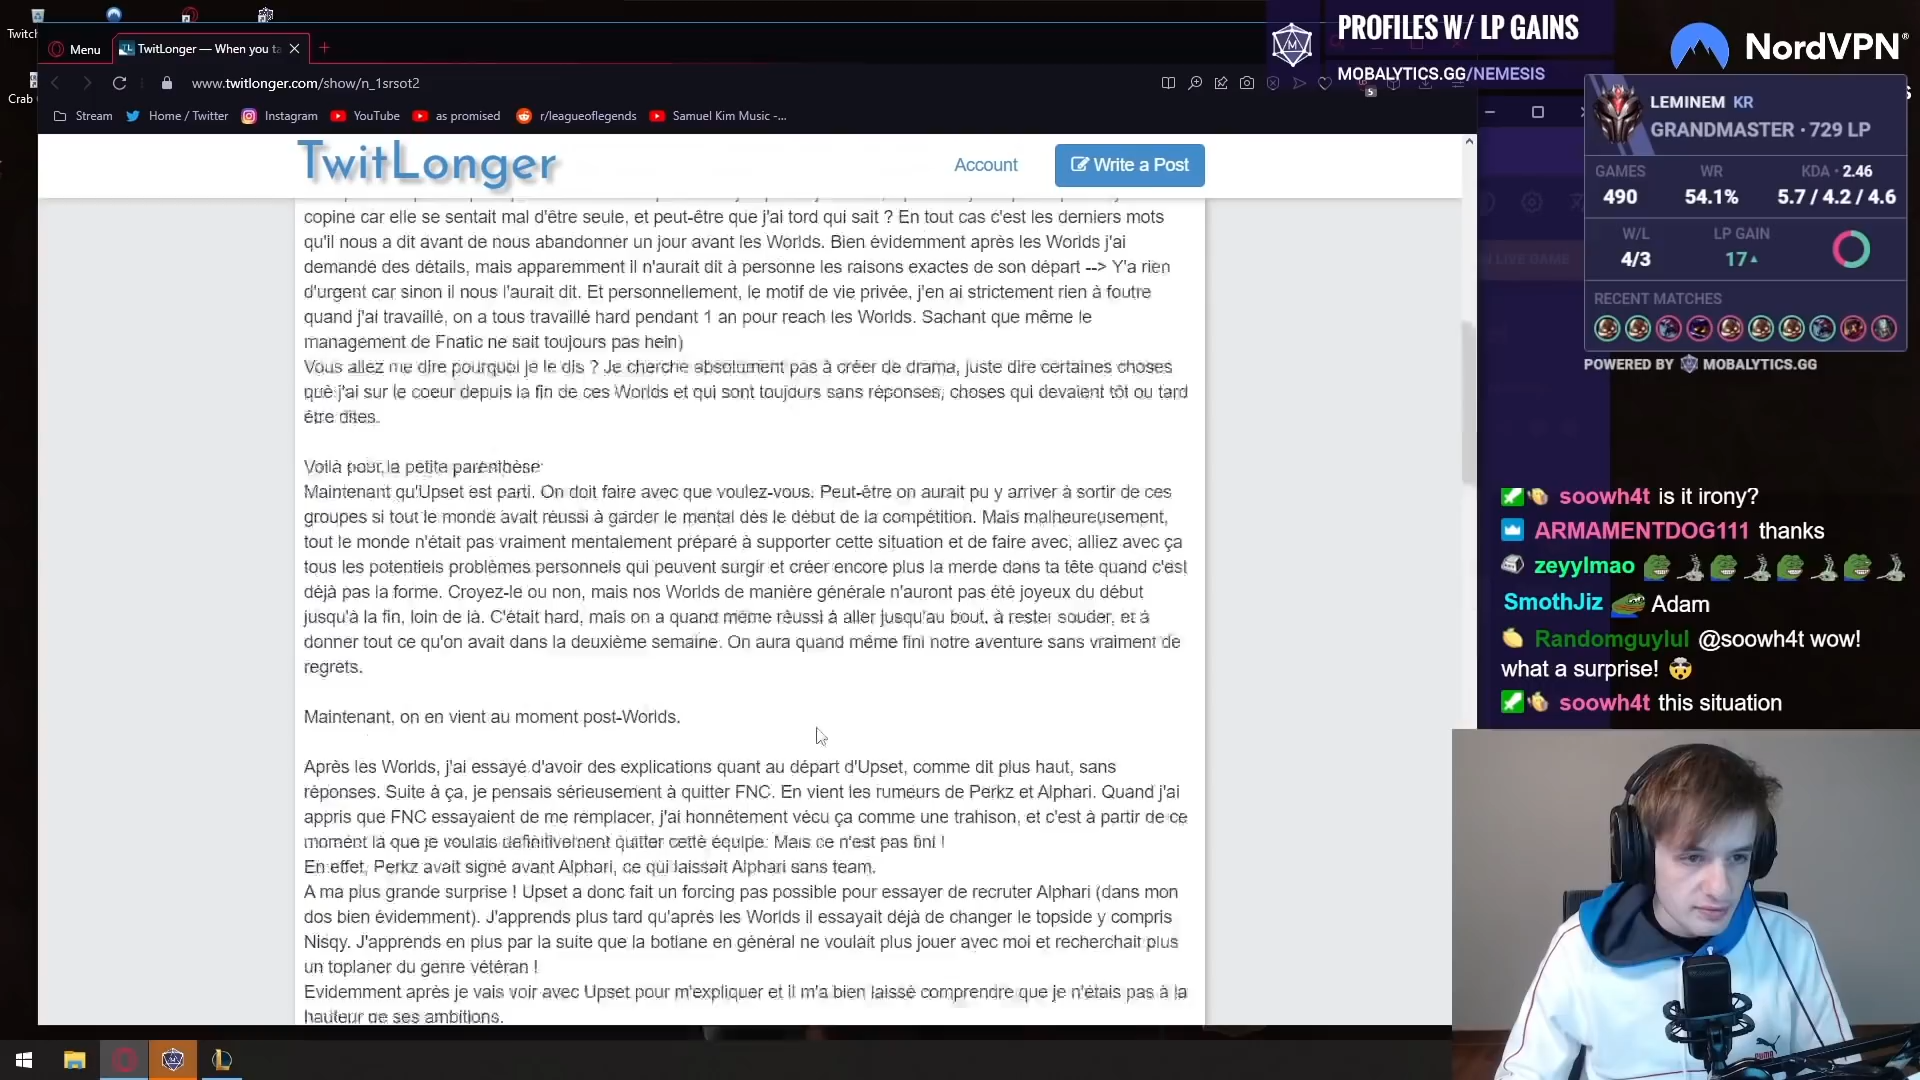 Twitch
Crab
Menu
TwitLonger — When you ta
www.twitlonger.com/show/n_1srsot2
Stream
Home / Twitter
Instagram
YouTube
as promised
r/leagueoflegends
Samuel Kim Music -...
TwitLonger
Account
Write a Post
copine car elle se sentait mal d'être seule, et peut-être que j'ai tord qui sait ? En tout cas c'est les derniers mots
qu'il nous a dit avant de nous abandonner un jour avant les Worlds. Bien évidemment après les Worlds j'ai
demandé des détails, mais apparemment il n'aurait dit à personne les raisons exactes de son départ --> Y'a rien
d'urgent car sinon il nous l'aurait dit. Et personnellement, le motif de vie privée, j'en ai strictement rien à foutre
quand j'ai travaillé, on a tous travaillé hard pendant 1 an pour reach les Worlds. Sachant que même le
management de Fnatic ne sait toujours pas hein)
Vous allez me dire pourquoi je le dis ? Je cherche absolument pas à créer de drama, juste dire certaines choses
que j'ai sur le coeur depuis la fin de ces Worlds et qui sont toujours sans réponses, choses qui devaient tôt ou tard
être dites.
Voilà pour la petite parenthèse
Maintenant qu'Upset est parti. On doit faire avec que voulez-vous. Peut-être on aurait pu y arriver à sortir de ces
groupes si tout le monde avait réussi à garder le mental dès le début de la compétition. Mais malheureusement,
tout le monde n'était pas vraiment mentalement préparé à supporter cette situation et de faire avec, alliez avec ça
tous les potentiels problèmes personnels qui peuvent surgir et créer encore plus la merde dans ta tête quand c'est
déjà pas la forme. Croyez-le ou non, mais nos Worlds de manière générale n'auront pas été joyeux du début
jusqu'à la fin, loin de là. C'était hard, mais on a quand même réussi à aller jusqu'au bout, à rester souder, et à
donner tout ce qu'on avait dans la deuxième semaine. On aura quand même fini notre aventure sans vraiment de
regrets.
Maintenant, on en vient au moment post-Worlds.
Après les Worlds, j'ai essayé d'avoir des explications quant au départ d'Upset, comme dit plus haut, sans
réponses. Suite à ça, je pensais sérieusement à quitter FNC. En vient les rumeurs de Perkz et Alphari. Quand j'ai
appris que FNC essayaient de me remplacer, j'ai honnêtement vécu ça comme une trahison, et c'est à partir de ce
moment là que je voulais définitivement quitter cette équipe. Mais ce n'est pas fini !
En effet, Perkz avait signé avant Alphari, ce qui laissait Alphari sans team.
A ma plus grande surprise ! Upset a donc fait un forcing pas possible pour essayer de recruter Alphari (dans mon
dos bien évidemment). J'apprends plus tard qu'après les Worlds il essayait déjà de changer le topside y compris
Nisqy. J'apprends en plus par la suite que la botlane en général ne voulait plus jouer avec moi et recherchait plus
un toplaner du genre vétéran !
Evidemment après je vais voir avec Upset pour m'expliquer et il m'a bien laissé comprendre que je n'étais pas à la
hauteur de ses ambitions.
PROFILES W/ LP GAINS
MOBALYTICS.GG/NEMESIS
NordVPN®
LEMINEM KR
GRANDMASTER • 729 LP
GAMES WR KDA • 2.46
490 54.1% 5.7 / 4.2 / 4.6
W/L LP GAIN
4/3 17
RECENT MATCHES
POWERED BY MOBALYTICS.GG
N LIVE GAME
soowh4t is it irony?
ARMAMENTDOG111 thanks
zeyylmao
SmothJiz Adam
Randomguylul @soowh4t wow!
what a surprise!
soowh4t this situation